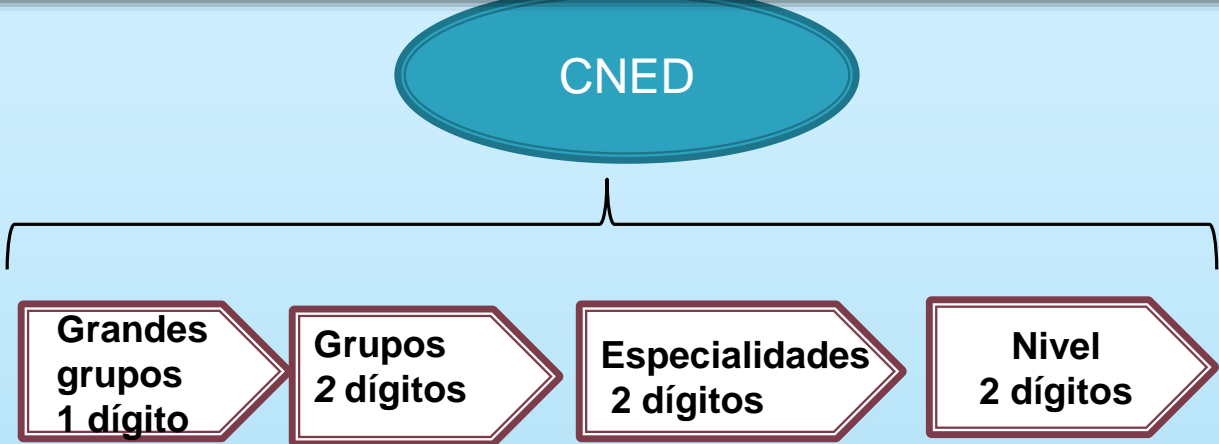 CNED
Grandes
grupos
1 dígito
Grupos
2 dígitos
Especialidades
2 dígitos
Nivel
2 dígitos